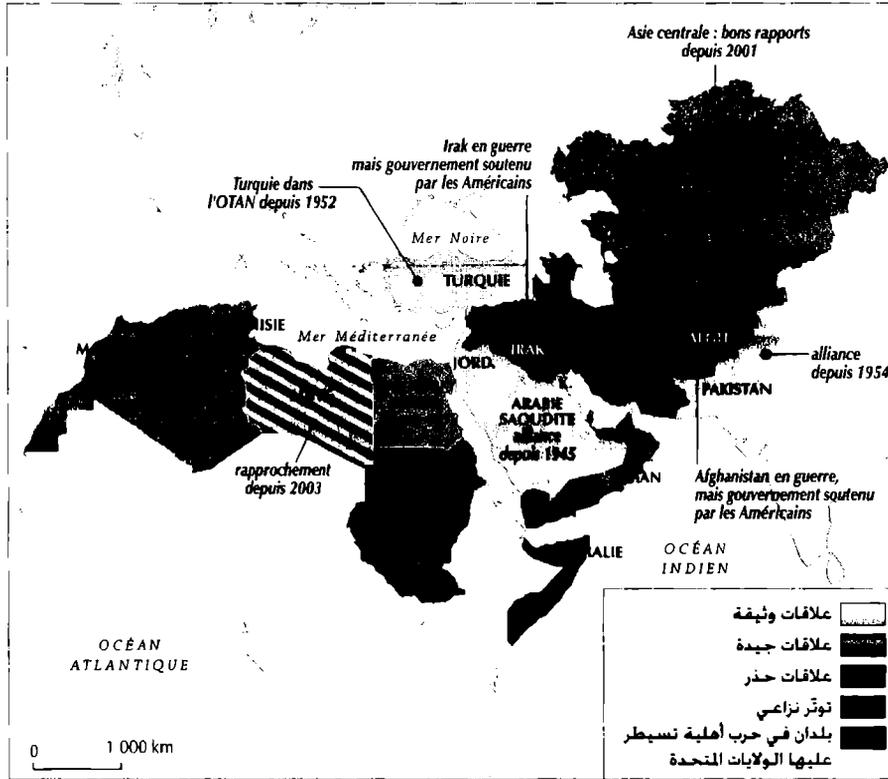 Asie centrale : bons rapports
depuis 2001
Irak en guerre
mais gouvernement soutenu
par les Américains
Turquie dans
l'OTAN depuis 1952
Mer Noire
TURQUIE
ISIE
Mer Méditerranée
M
JORD.
IRAK
alliance
depuis 1954
K
PAKISTAN
ARABIE
SAOUDITE
alliance
depuis 1945
rapprochement
depuis 2003
MAN
Afghanistan en guerre,
mais gouvernement soutenu
par les Américains
ALIE
OCÉAN
INDIEN
OCÉAN
ATLANTIQUE
علاقات وثيقة
علاقات جيدة
علاقات حذر
توتّر نزاعي
بلدان في حرب أهلية تسيطر
عليها الولايات المتحدة
0 1 000 km